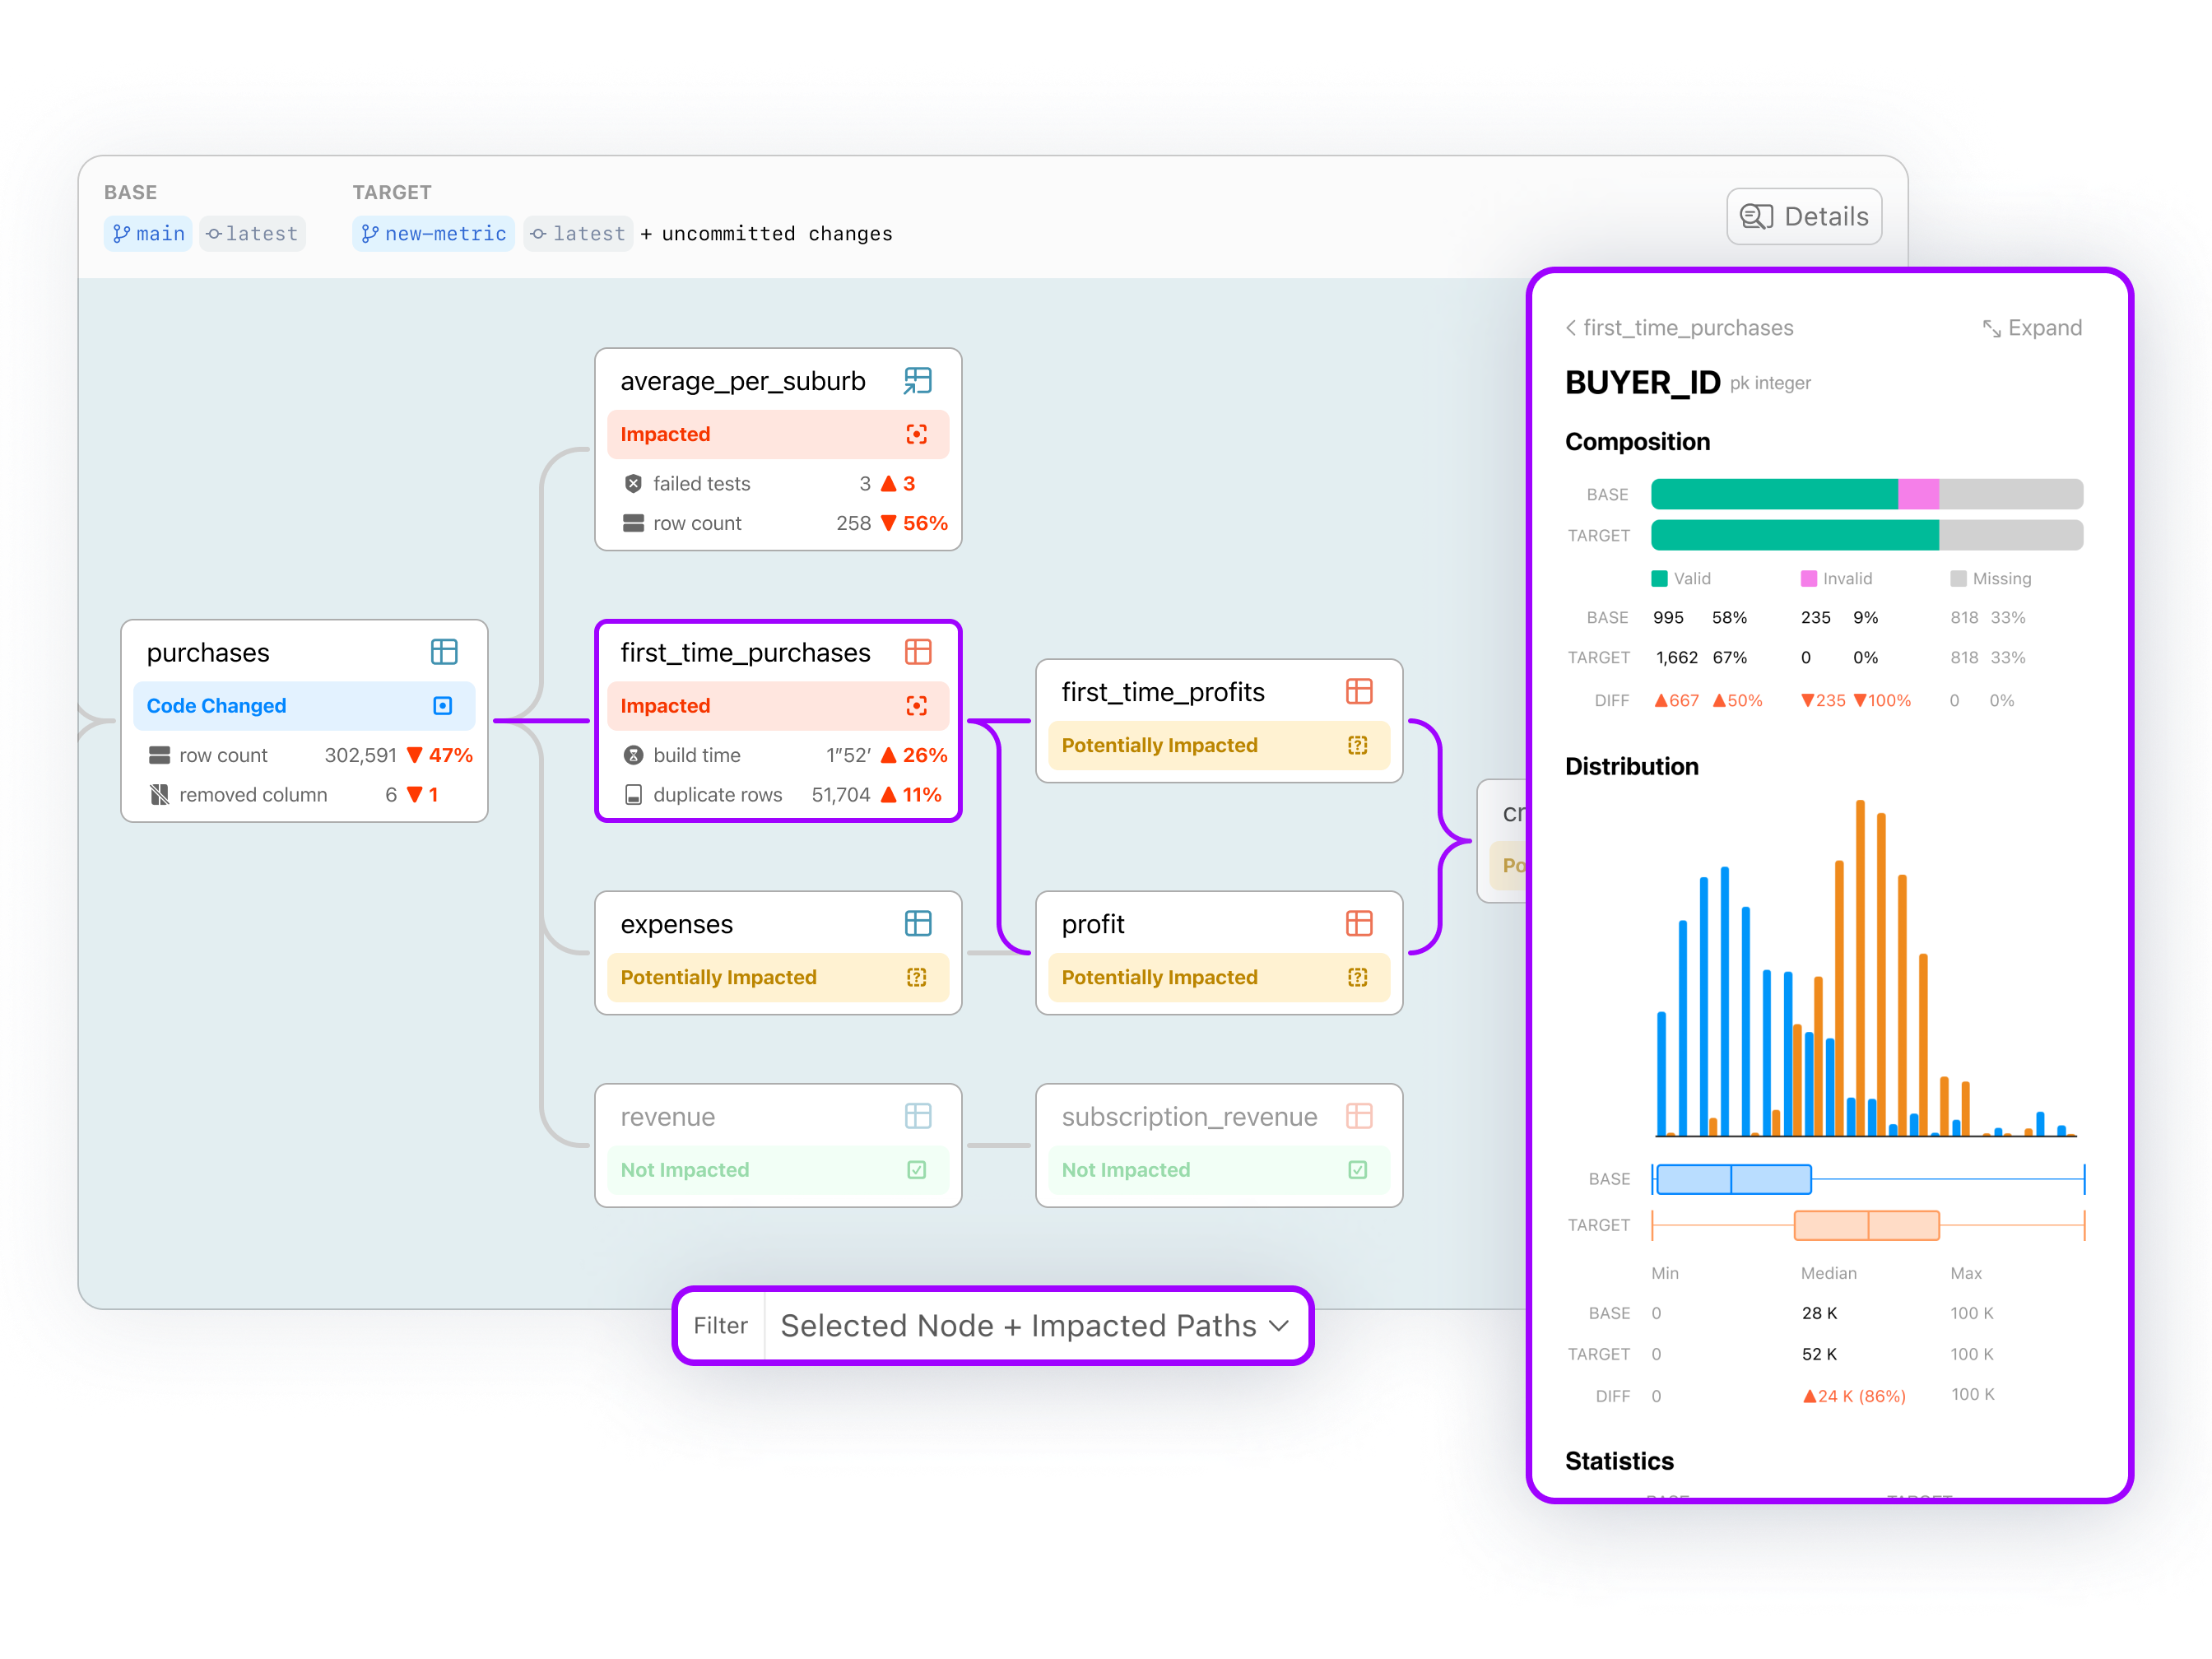 BASE
TARGET
main
latest
new-metric
latest + uncommitted changes
Details
purchases
Code Changed
row count 302,591 ▼ 47%
removed column 6 ▼ 1
average_per_suburb
Impacted
failed tests 3 ▲ 3
row count 258 ▼ 56%
first_time_purchases
Impacted
build time 1”52’ ▲ 26%
duplicate rows 51,704 ▲ 11%
expenses
Potentially Impacted
revenue
Not Impacted
first_time_profits
Potentially Impacted
profit
Potentially Impacted
subscription_revenue
Not Impacted
cr
Po
Filter
Selected Node + Impacted Paths
first_time_purchases
Expand
BUYER_ID pk integer
Composition
BASE
TARGET
Valid Invalid Missing
BASE 995 58% 235 9% 818 33%
TARGET 1,662 67% 0 0% 818 33%
DIFF ▲667 ▲50% ▼235 ▼100% 0 0%
Distribution
BASE
TARGET
Min Median Max
BASE 0 28 K 100 K
TARGET 0 52 K 100 K
DIFF 0 ▲24 K (86%) 100 K
Statistics